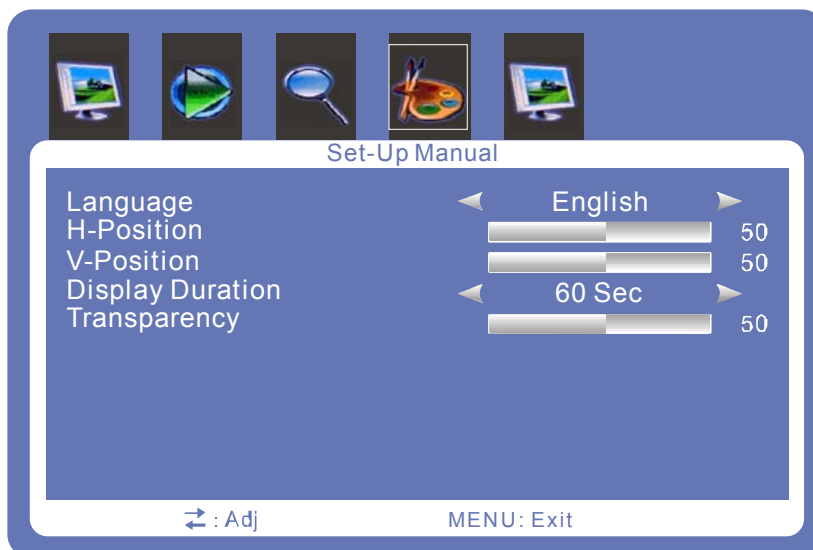 Set-Up Manual
Language English
H-Position 50
V-Position 50
Display Duration 60 Sec
Transparency 50
: Adj MENU: Exit